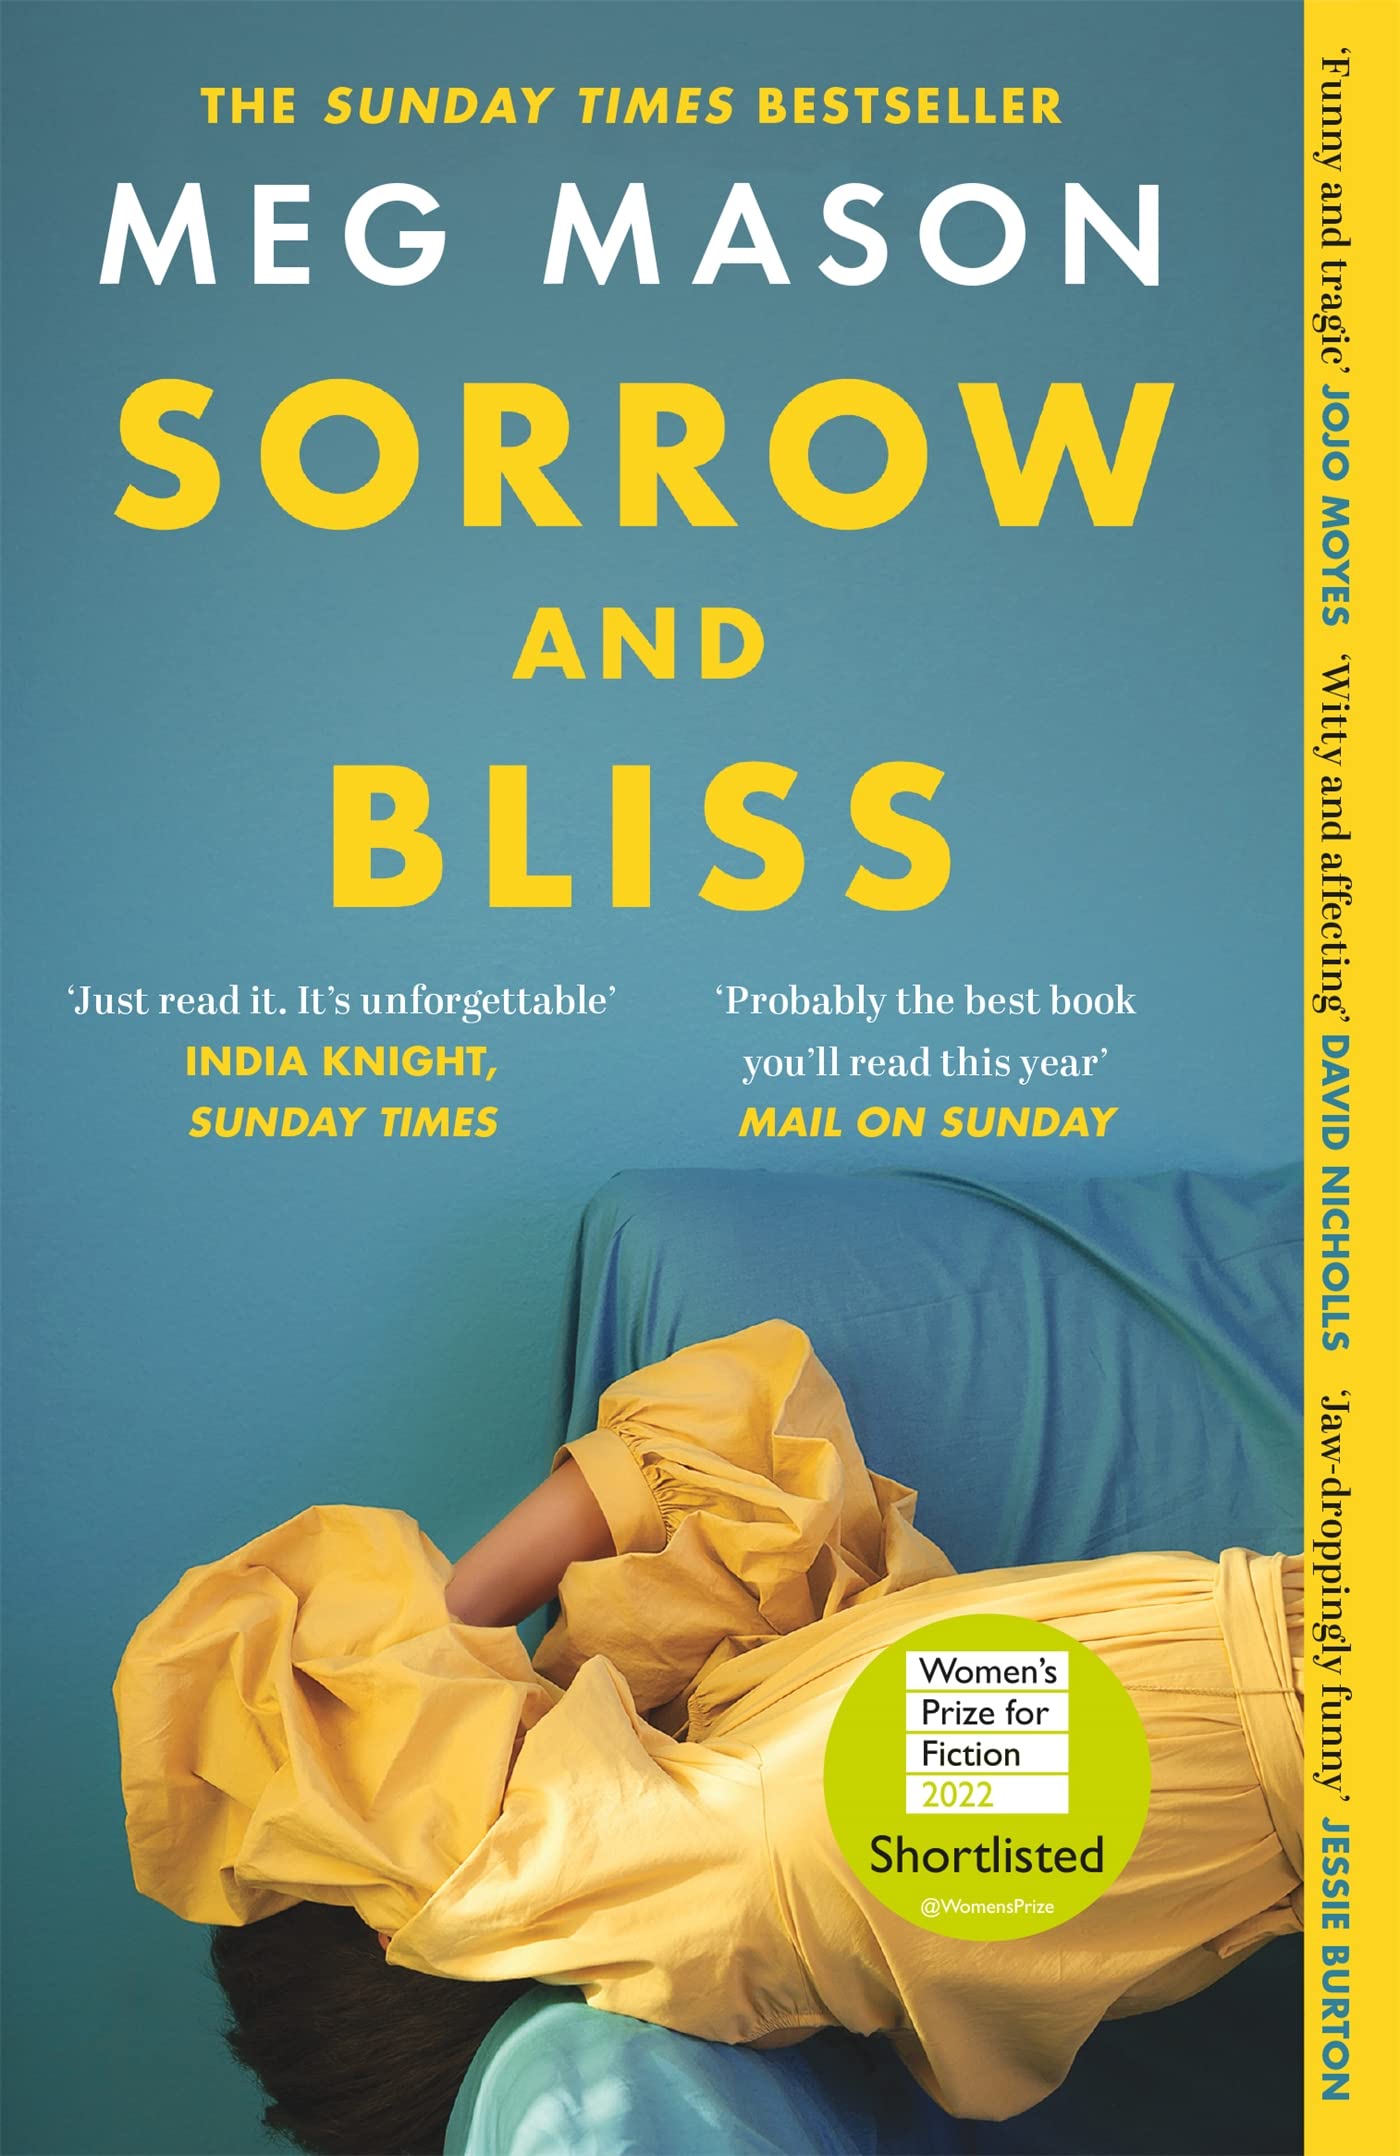 THE SUNDAY TIMES BESTSELLER
MEG MASON
SORROW
AND
BLISS
‘Just read it. It’s unforgettable’
INDIA KNIGHT,
SUNDAY TIMES
‘Probably the best book
you’ll read this year’
MAIL ON SUNDAY
Women’s
Prize for
Fiction
2022
Shortlisted
@WomensPrize
‘Funny and tragic’ JOJO MOYES ‘Witty and affecting’ DAVID NICHOLLS ‘Jaw-droppingly funny’ JESSIE BURTON